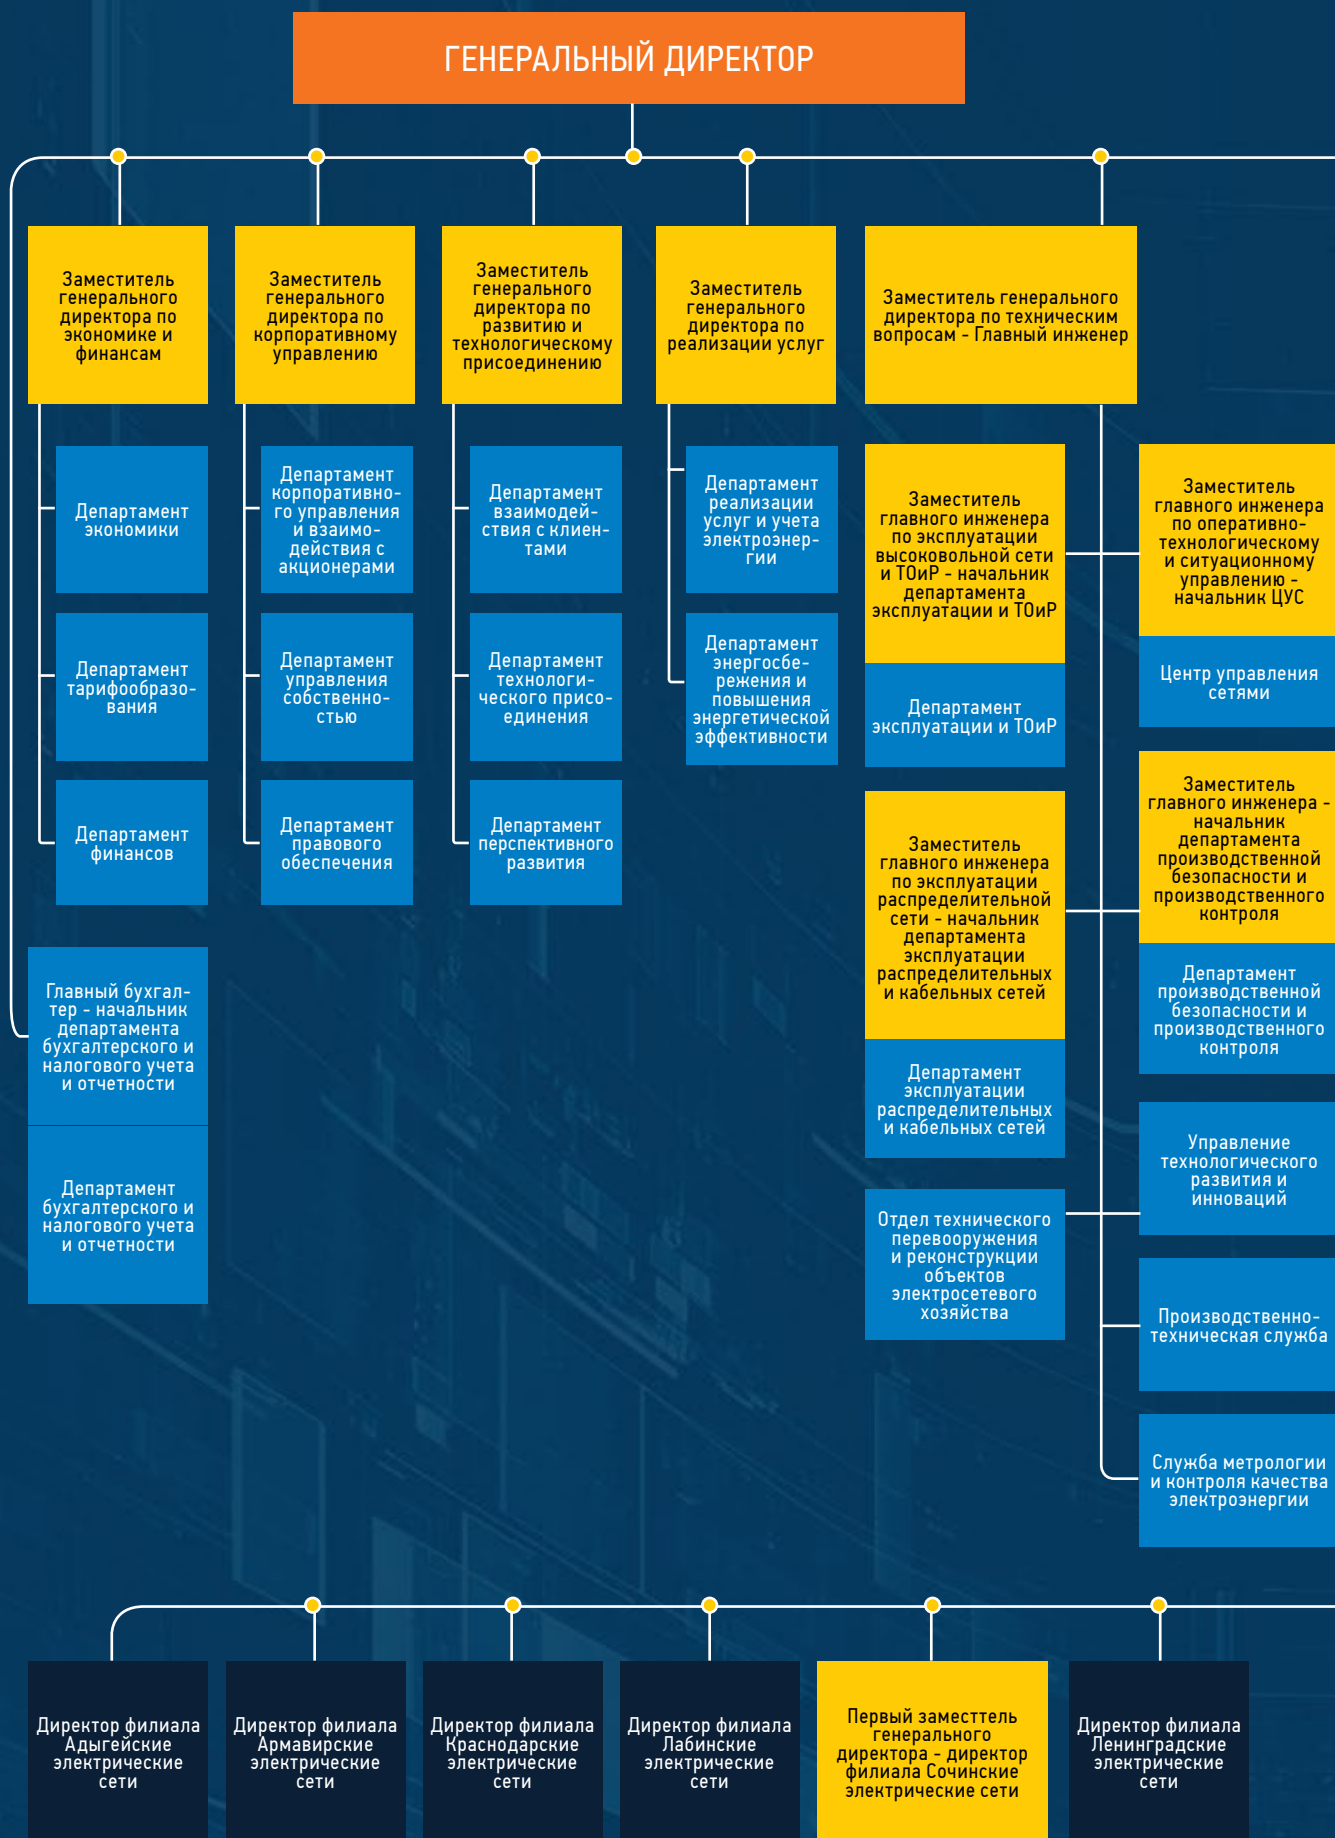 ГЕНЕРАЛЬНЫЙ ДИРЕКТОР
Заместитель
генерального
директора по
экономике и
финансам
Заместитель
генерального
директора по
корпоративному
управлению
Заместитель
генерального
директора по
развитию и
технологическому
присоединению
Заместитель
генерального
директора по
реализации услуг
Заместитель генерального
директора по техническим
вопросам - Главный инженер
Департамент
экономики
Департамент
тарифообразо-
вания
Департамент
финансов
Департамент
корпоративно-
го управления
и взаимо-
действия с
акционерами
Департамент
управления
собственно-
стью
Департамент
правового
обеспечения
Департамент
взаимодей-
ствия с клиен-
тами
Департамент
технологи-
ческого присо-
единения
Департамент
перспективного
развития
Департамент
реализации
услуг и учета
электроэнер-
гии
Департамент
энергосбе-
режения и
повышения
энергетической
эффективности
Заместитель
главного инженера
по эксплуатации
высоковольной сети
и ТОиР - начальник
департамента
эксплуатации и ТОиР
Департамент
эксплуатации и ТОиР
Заместитель
главного инженера
по эксплуатации
распределительной
сети - начальник
департамента
эксплуатации
распределительных
и кабельных сетей
Департамент
эксплуатации
распределительных
и кабельных сетей
Отдел технического
перевооружения
и реконструкции
объектов
электросетевого
хозяйства
Заместитель
главного инженера
по оперативно-
технологическому
и ситуационному
управлению -
начальник ЦУС
Центр управления
сетями
Заместитель
главного инженера -
начальник
департамента
производственной
безопасности и
производственного
контроля
Департамент
производственной
безопасности и
производственного
контроля
Управление
технологического
развития и
инноваций
Производственно-
техническая служба
Служба метрологии
и контроля качества
электроэнергии
Главный бухгал-
тер - начальник
департамента
бухгалтерского и
налогового учета
и отчетности
Департамент
бухгалтерского и
налогового учета
и отчетности
Директор филиала
Адыгейские
электрические
сети
Директор филиала
Армавирские
электрические
сети
Директор филиала
Краснодарские
электрические
сети
Директор филиала
Лабинские
электрические
сети
Первый заместтель
генерального
директора - директор
филиала Сочинские
электрические сети
Директор филиала
Ленинградские
электрические
сети